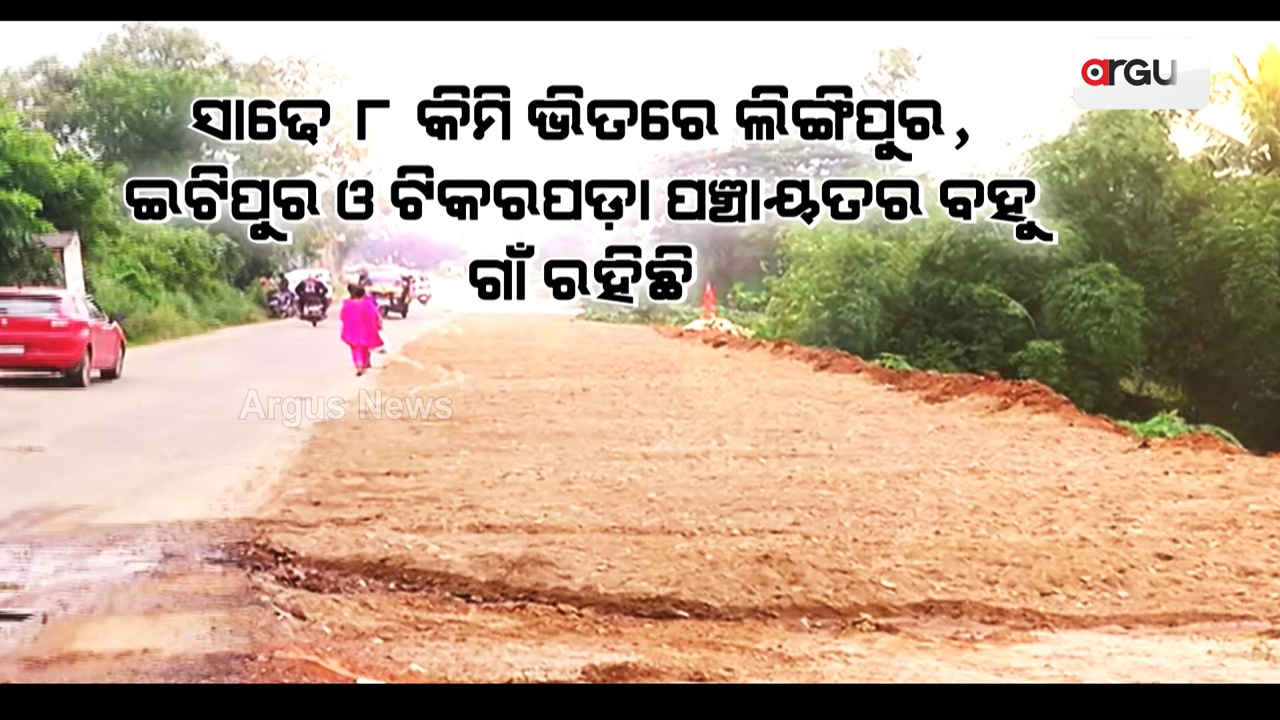 arGU
ସାଢେ ୮ କିମି ଭିତରେ ଲିଙ୍ଗିପୁର,
ଇଟିପୁର ଓ ଟିକରପଡ଼ା ପଞ୍ଚାୟତର ବହୁ
ଗାଁ ରହିଛି
Argus News